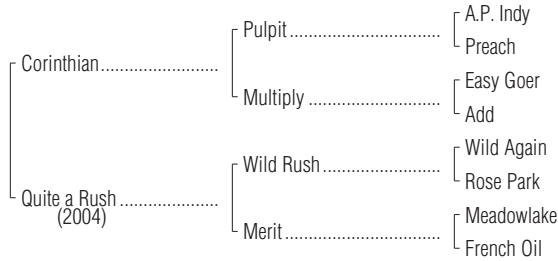 A.P. Indy
Pulpit
Preach
Corinthian
Easy Goer
Multiply
Add
Wild Again
Wild Rush
Rose Park
Quite a Rush
(2004)
Meadowlake
Merit
French Oil